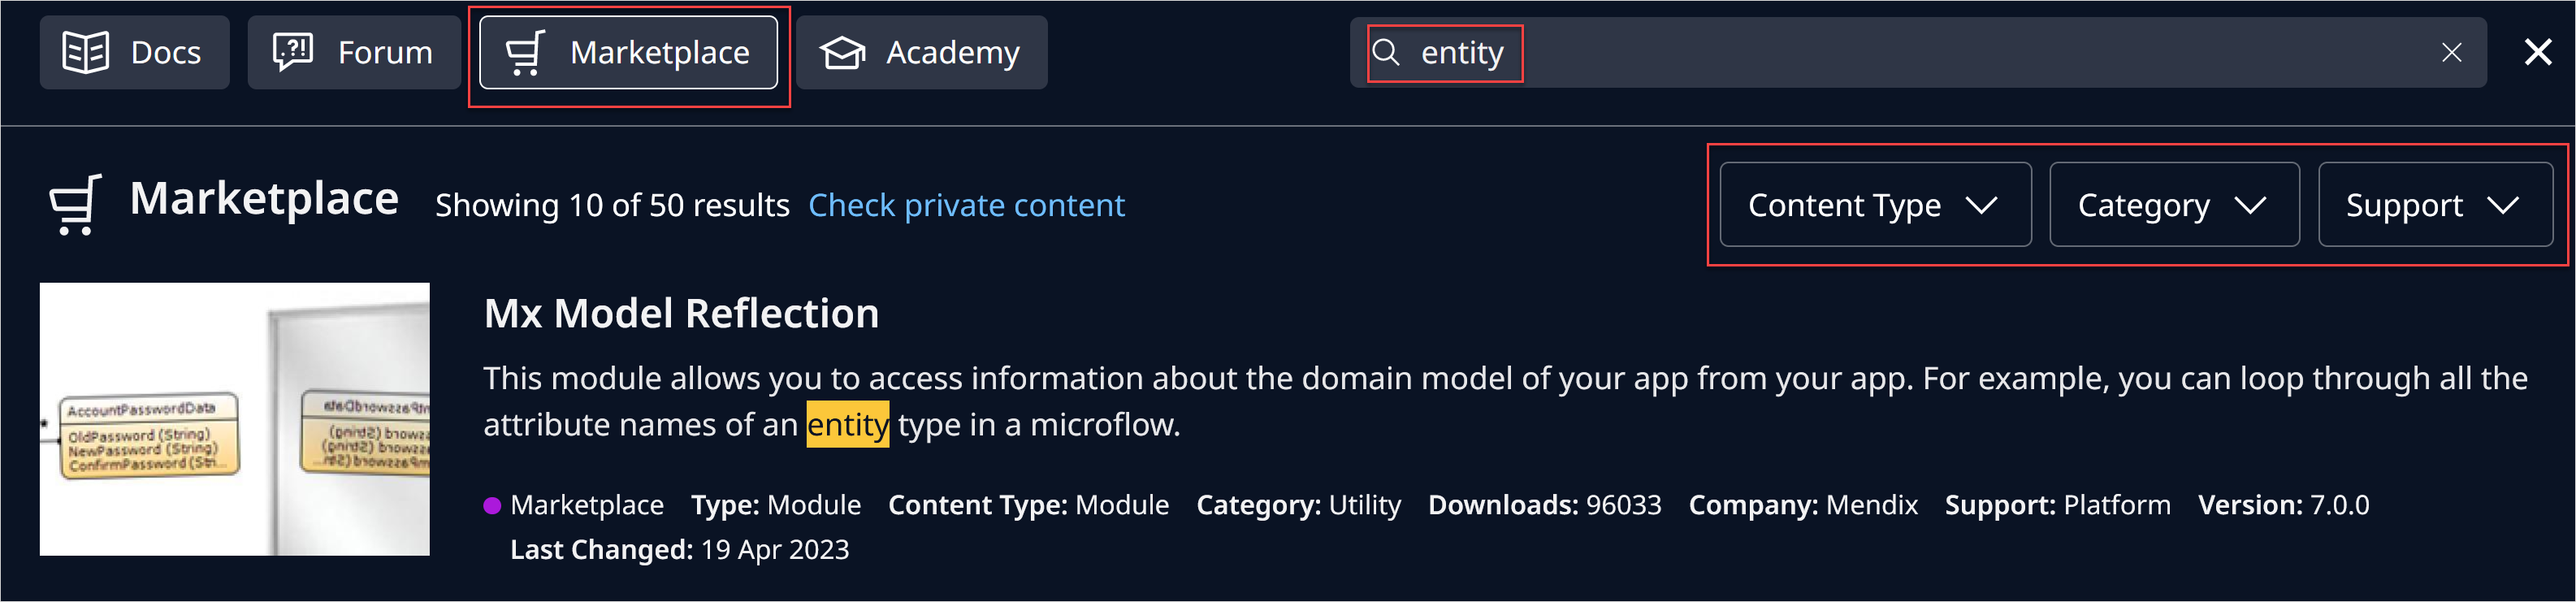 Docs Forum Marketplace Academy entity
Marketplace Showing 10 of 50 results Check private content Content Type Category Support
Mx Model Reflection
This module allows you to access information about the domain model of your app from your app. For example, you can loop through all the
attribute names of an entity type in a microflow.
AccountPasswordData
OldPassword (String)
NewPassword (String)
ConfirmPassword (Stri...
Marketplace Type: Module Content Type: Module Category: Utility Downloads: 96033 Company: Mendix Support: Platform Version: 7.0.0
Last Changed: 19 Apr 2023